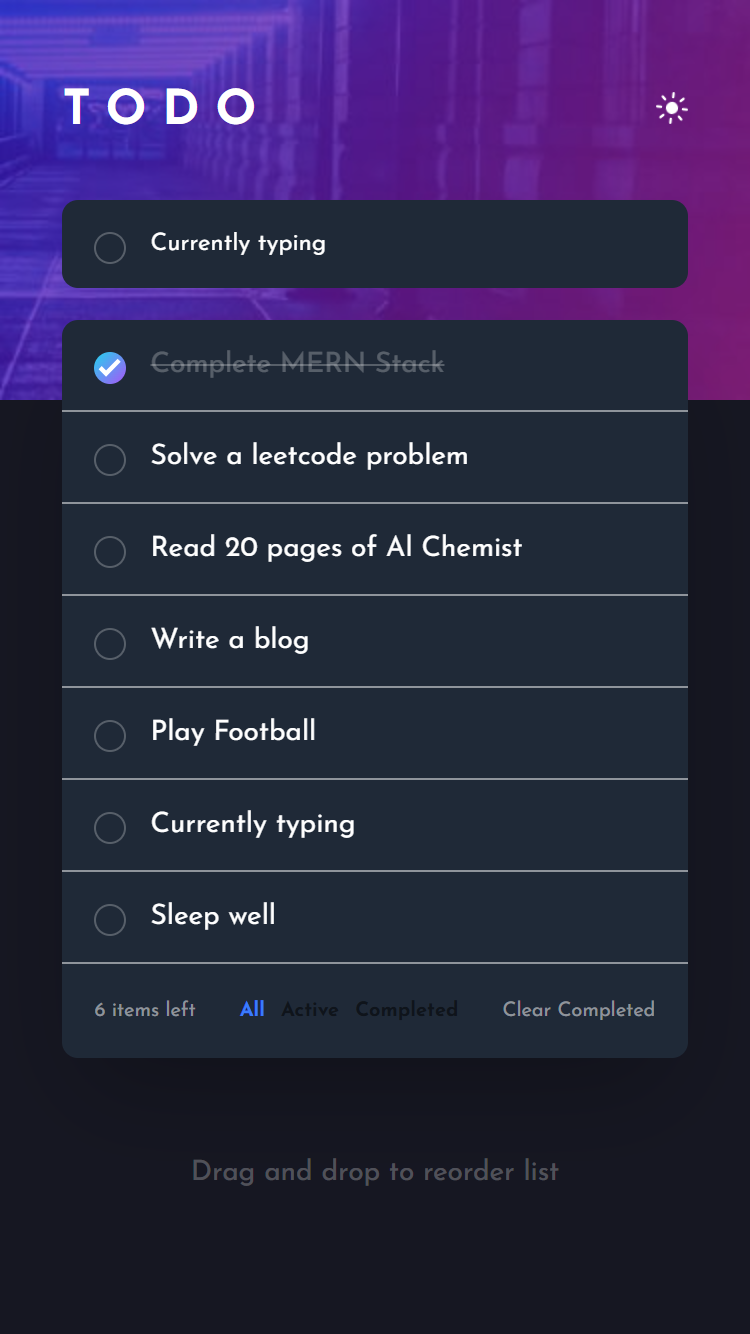 TODO
Currently typing
Complete MERN Stack
Solve a leetcode problem
Read 20 pages of Al Chemist
Write a blog
Play Football
Currently typing
Sleep well
6 items left All Active Completed Clear Completed
Drag and drop to reorder list